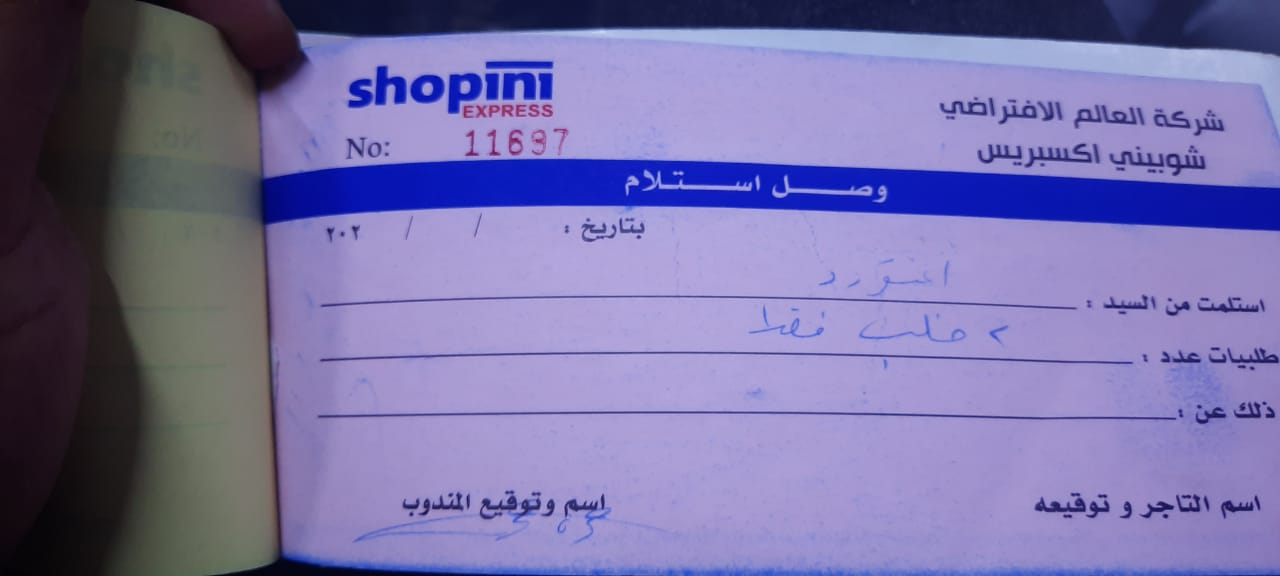 shopini
EXPRESS
شركة العالم الافتراضي
شوبيني اكسبريس
No: 11697
وصل استلام
بتاريخ : / / ٢٠٢
استلمت من السيد :
طلبيات عدد : ٢ طلب فقط
ذلك عن :
اسم التاجر و توقيعه
اسم وتوقيع المندوب